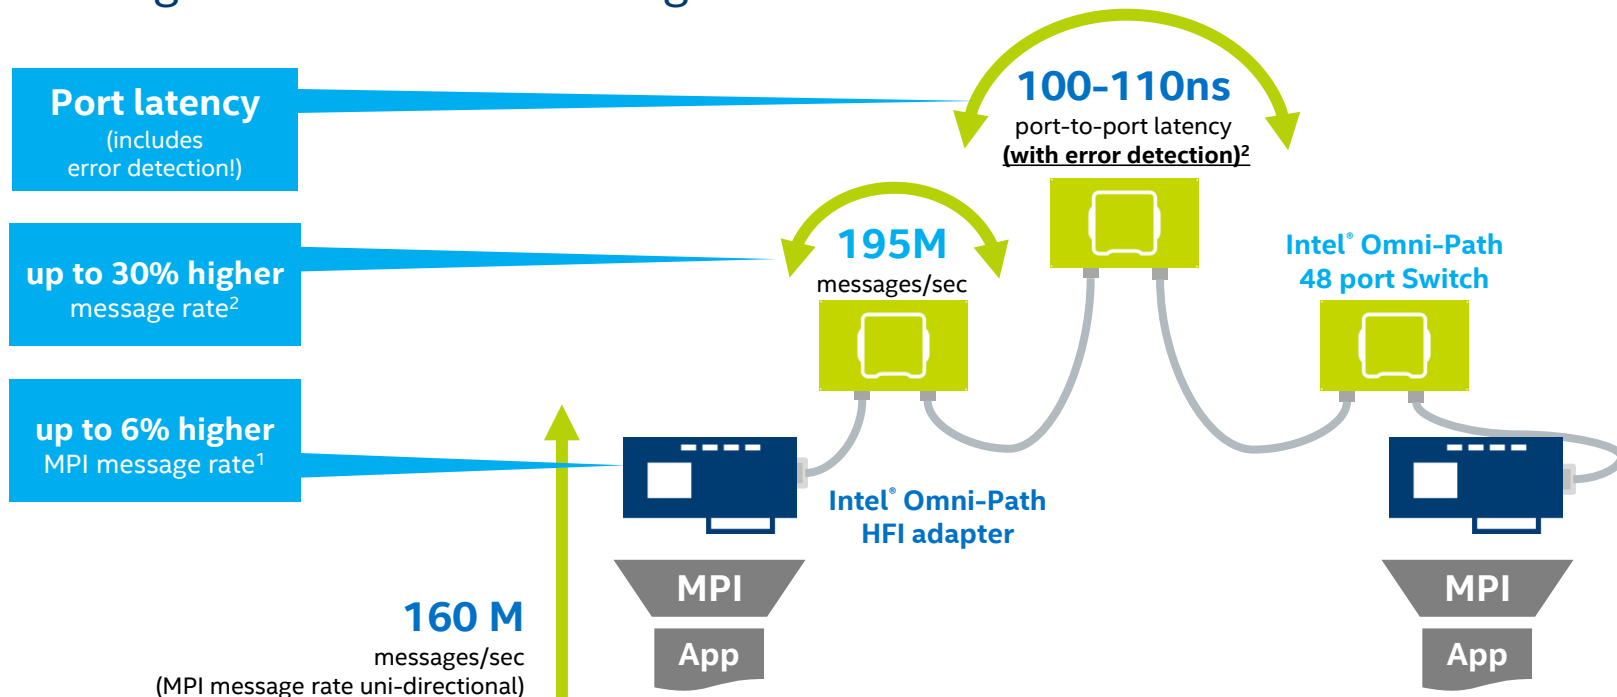 Port latency
(includes
error detection!)
100-110ns
port-to-port latency
(with error detection)²
up to 30% higher
message rate²
195M
messages/sec
Intel® Omni-Path
48 port Switch
up to 6% higher
MPI message rate¹
Intel® Omni-Path
HFI adapter
MPI
App
MPI
App
160 M
messages/sec
(MPI message rate uni-directional)